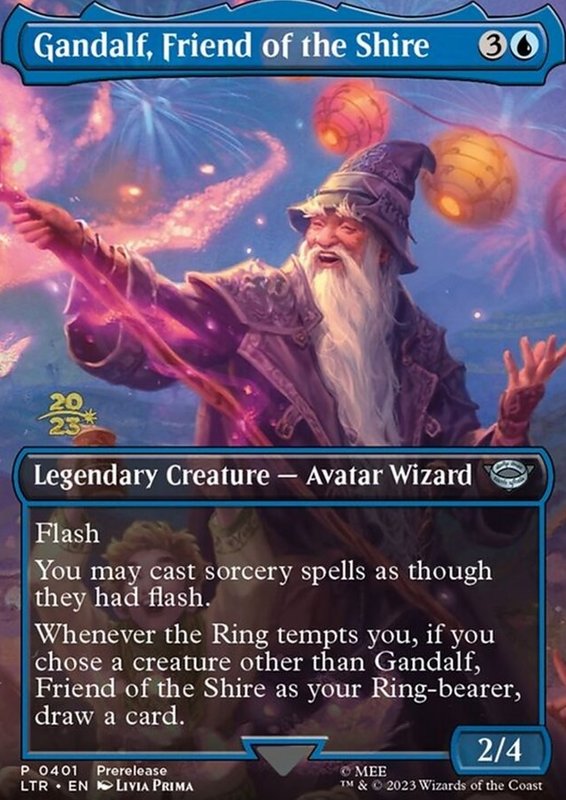 Gandalf, Friend of the Shire 3
20
23
Legendary Creature — Avatar Wizard
Flash
You may cast sorcery spells as though
they had flash.
Whenever the Ring tempts you, if you
chose a creature other than Gandalf,
Friend of the Shire as your Ring-bearer,
draw a card.
2/4
P 0401 Prerelease
LTR • EN Livia Prima
© MEE
™ & © 2023 Wizards of the Coast